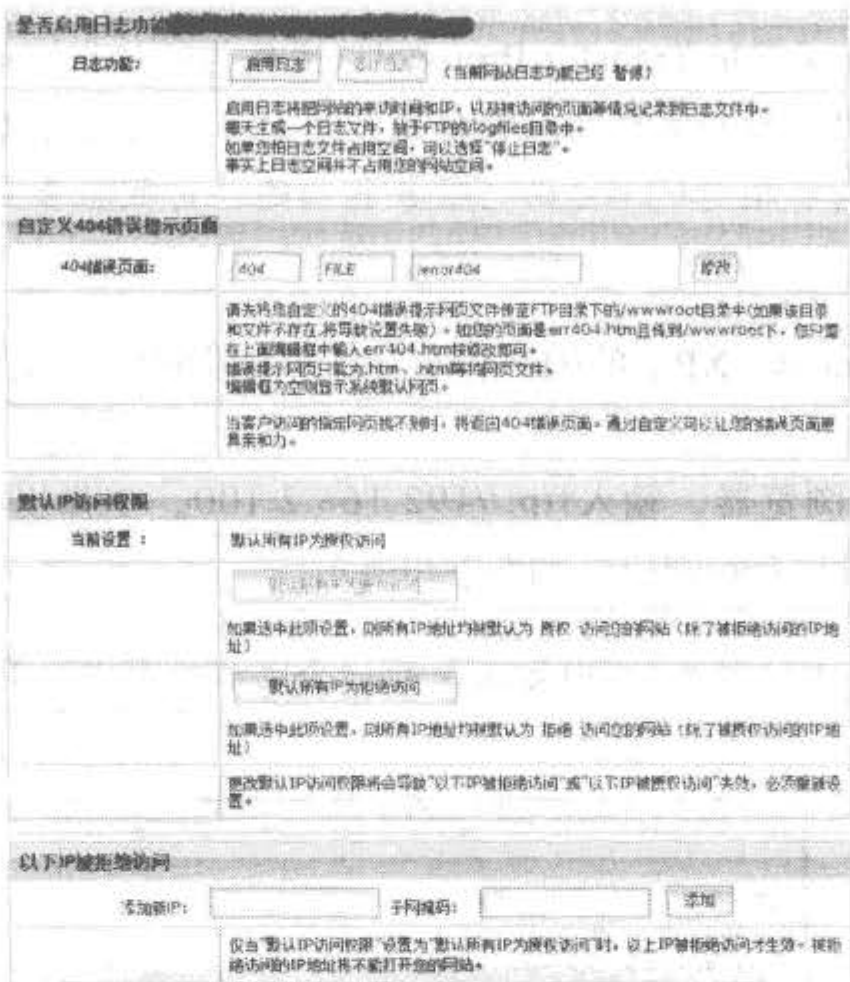 是否启用日志功能
日志功能： 启用日志 （当前网站日志功能已经 暂停）
启用日志将把网站的来访时间和IP，以及被访问的页面等情况记录到日志文件中。
每天生成一个日志文件，放于FTP的/logfiles目录中。
如果您怕日志文件占用空间，可以选择"停止日志"。
事实上日志空间并不占用您的网站空间。
自定义404错误提示页面
404错误页面： 404 FILE /error404 修改
请先将您自定义的404错误提示网页文件传至FTP目录下的/wwwroot目录中(如果该目录
和文件不存在,将导致设置失败）。如您的页面是err404.htm且传到/wwwroot下，您只需
在上面编辑框中输入err404.htm按修改即可。
错误提示网页只能为.htm、.html等的网页文件。
编辑框为空则显示系统默认网页。
当客户访问的指定网页找不到时，将返回404错误页面。通过自定义可以让您的错误页面更
具亲和力。
默认IP访问权限
当前设置 ： 默认所有IP为授权访问
默认所有IP为授权访问
如果选中此项设置，则所有IP地址均被默认为 授权 访问您的网站（除了被拒绝访问的IP地
址）
默认所有IP为拒绝访问
如果选中此项设置，则所有IP地址均被默认为 拒绝 访问您的网站（除了被授权访问的IP地
址）
更改默认IP访问权限将会导致"以下IP被拒绝访问"或"以下IP被授权访问"失效，必须重新设
置。
以下IP被拒绝访问
添加新IP： 子网掩码： 添加
仅当"默认IP访问权限"设置为"默认所有IP为授权访问"时，以上IP被拒绝访问才生效。被拒
绝访问的IP地址将不能打开您的网站。